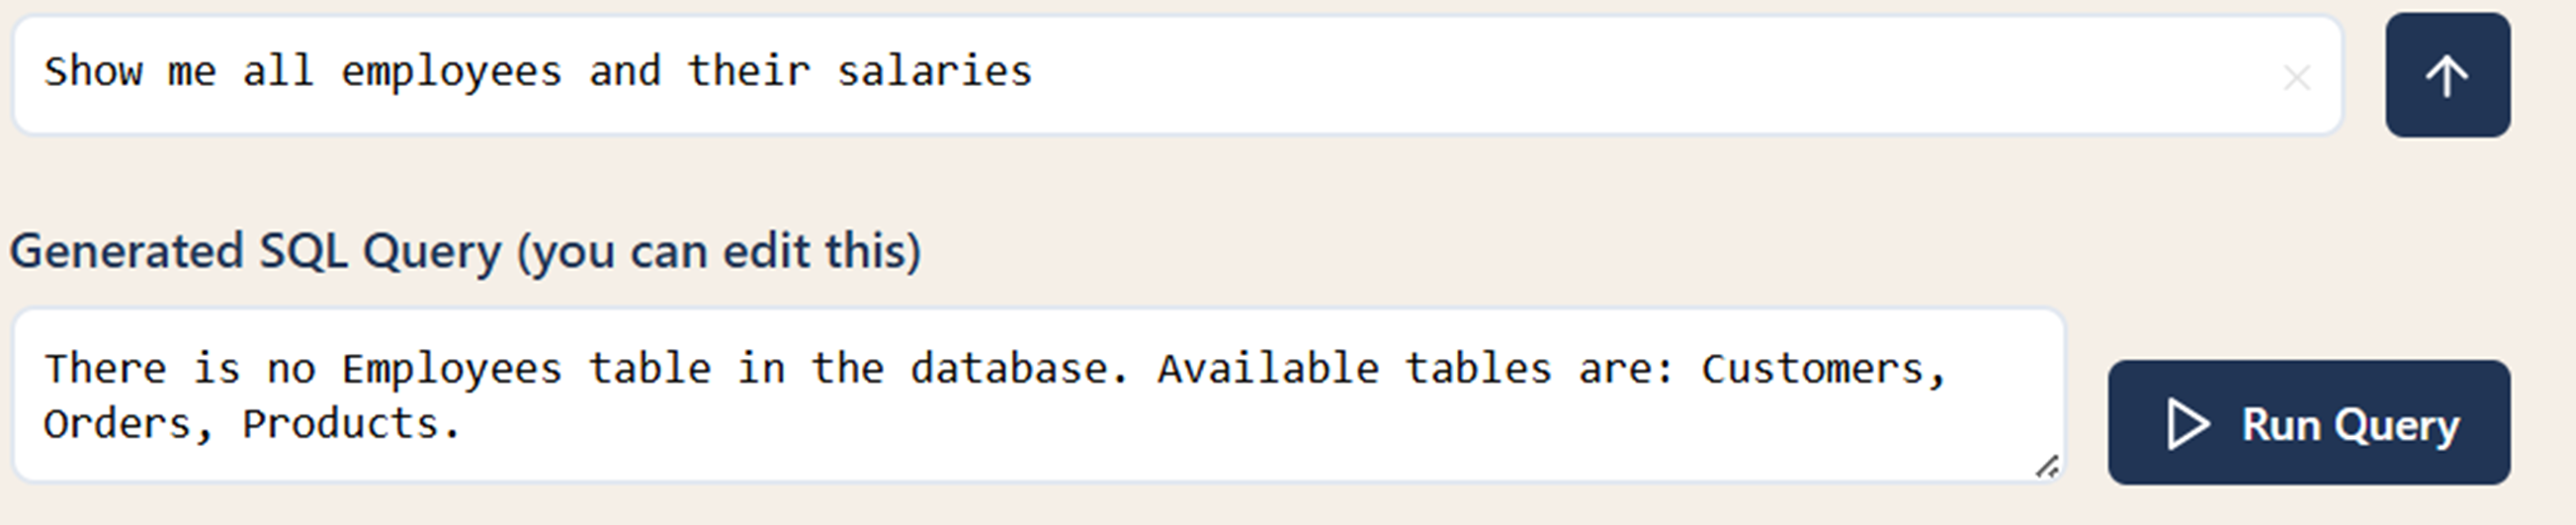 Show me all employees and their salaries
Generated SQL Query (you can edit this)
There is no Employees table in the database. Available tables are: Customers,
Orders, Products.
Run Query